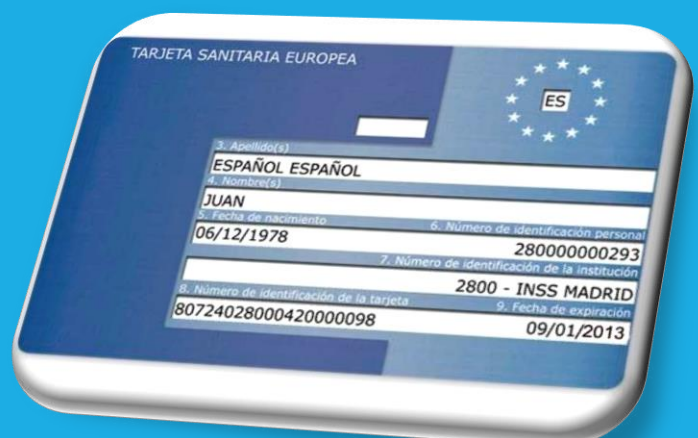 TARJETA SANITARIA EUROPEA
ES
3. Apellido(s)
ESPAÑOL ESPAÑOL
4. Nombre(s)
JUAN
5. Fecha de nacimiento 6. Número de identificación personal
06/12/1978 280000000293
7. Número de identificación de la institución
2800 - INSS MADRID
8. Número de identificación de la tarjeta 9. Fecha de expiración
80724028000420000098 09/01/2013